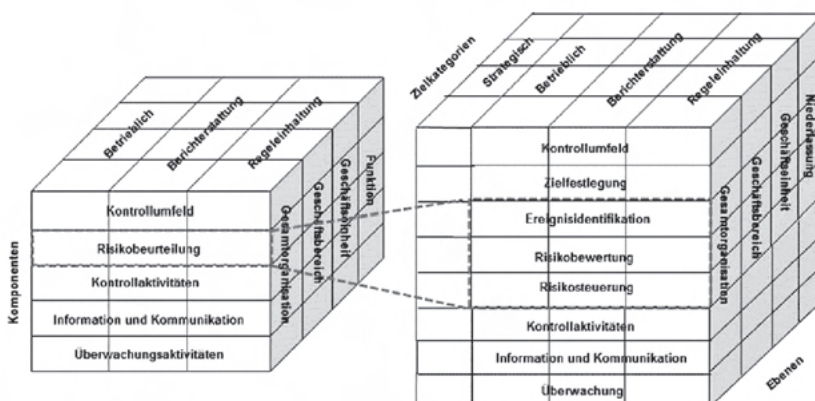 Betrieblich
Berichterstattung
Regeleinhaltung
Komponenten
Kontrollumfeld
Risikobeurteilung
Kontrollaktivitäten
Information und Kommunikation
Überwachungsaktivitäten
Gesamtorganisation
Geschäftsbereich
Geschäftseinheit
Funktion
Zielkategorien
Strategisch
Betrieblich
Berichterstattung
Regeleinhaltung
Kontrollumfeld
Zielfestlegung
Ereignisidentifikation
Risikobewertung
Risikosteuerung
Kontrollaktivitäten
Information und Kommunikation
Überwachung
Gesamtorganisation
Geschäftsbereich
Geschäftseinheit
Niederlassung
Ebenen